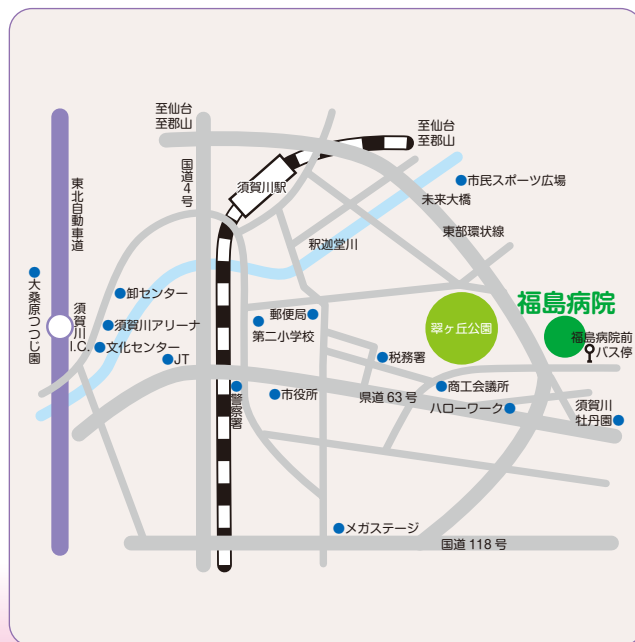 至仙台
至郡山
至仙台
至郡山
国道4号
須賀川駅
市民スポーツ広場
未来大橋
東北自動車道
東部環状線
釈迦堂川
大桑原つつじ園
卸センター
福島病院
須賀川
I.C.
須賀川アリーナ
郵便局
第二小学校
翠ヶ丘公園
福島病院前
バス停
文化センター
JT
税務署
警察署
市役所
県道63号
商工会議所
ハローワーク
須賀川
牡丹園
メガステージ
国道118号